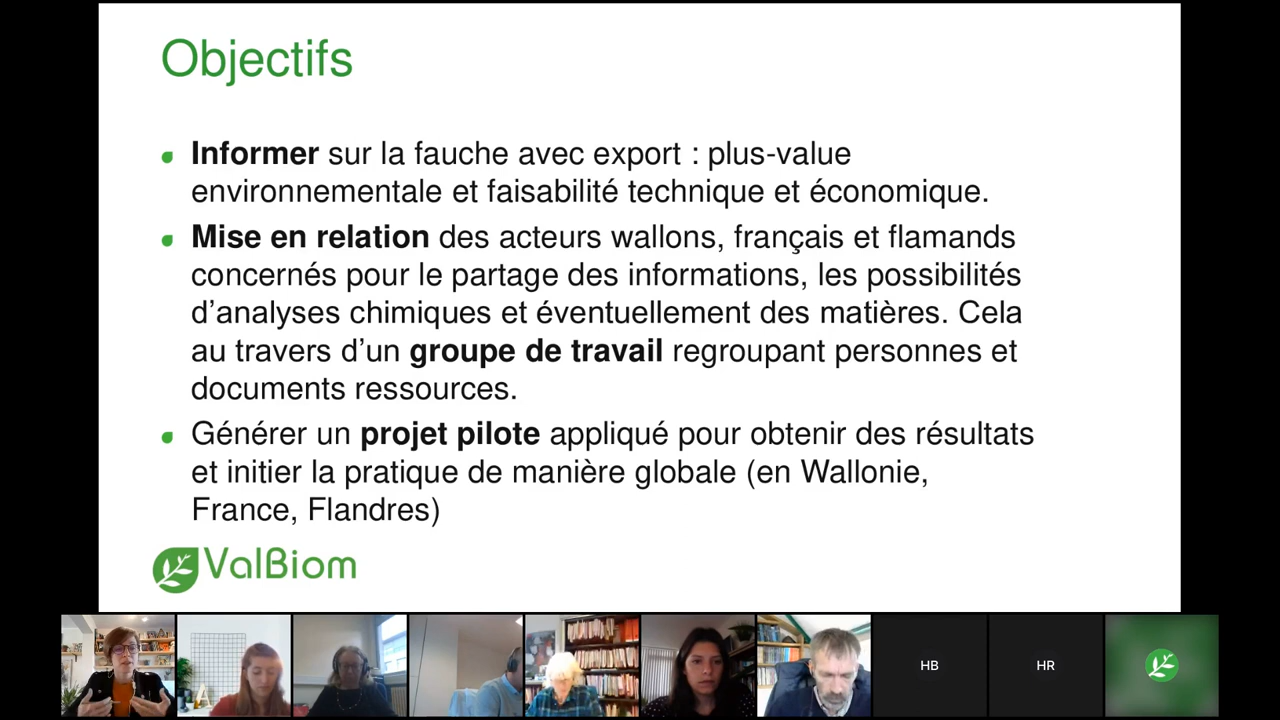 Objectifs
Informer sur la fauche avec export : plus-value
environnementale et faisabilité technique et économique.
Mise en relation des acteurs wallons, français et flamands
concernés pour le partage des informations, les possibilités
d'analyses chimiques et éventuellement des matières. Cela
au travers d'un groupe de travail regroupant personnes et
documents ressources.
Générer un projet pilote appliqué pour obtenir des résultats
et initier la pratique de manière globale (en Wallonie,
France, Flandres)
ValBiom
HB
HR